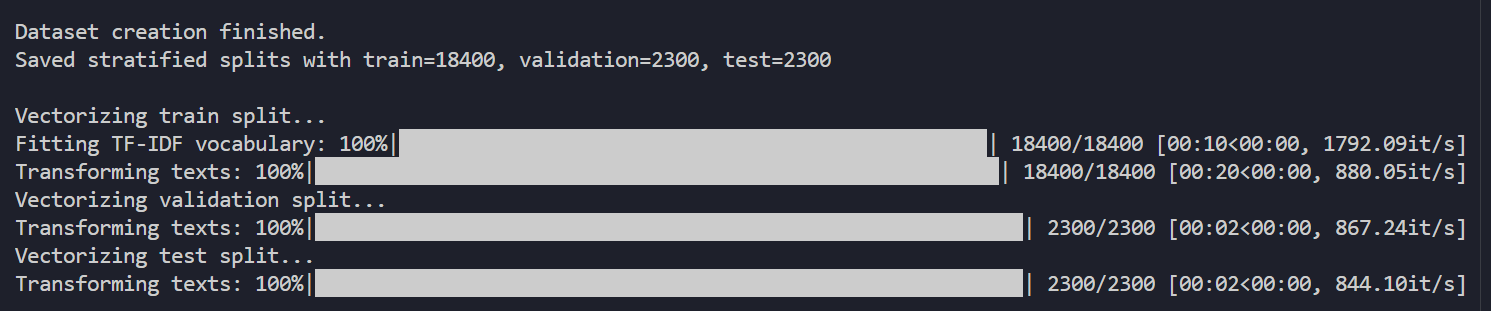 Dataset creation finished.
Saved stratified splits with train=18400, validation=2300, test=2300
Vectorizing train split...
Fitting TF-IDF vocabulary: 100%|██████████| 18400/18400 [00:10<00:00, 1792.09it/s]
Transforming texts: 100%|██████████| 18400/18400 [00:20<00:00, 880.05it/s]
Vectorizing validation split...
Transforming texts: 100%|██████████| 2300/2300 [00:02<00:00, 867.24it/s]
Vectorizing test split...
Transforming texts: 100%|██████████| 2300/2300 [00:02<00:00, 844.10it/s]